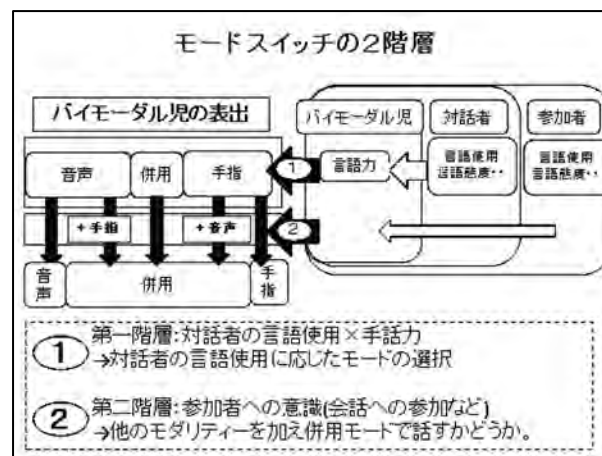 モードスイッチの2階層
バイモーダル児の表出
バイモーダル児
対話者
参加者
音声
併用
手指
1
言語力
言語使用
言語態度・・
言語使用
言語態度・・
+手指
+音声
2
音声
併用
手指
1
第一階層:対話者の言語使用×手話力
→対話者の言語使用に応じたモードの選択
2
第二階層:参加者への意識(会話への参加など)
→他のモダリティーを加え併用モードで話すかどうか。